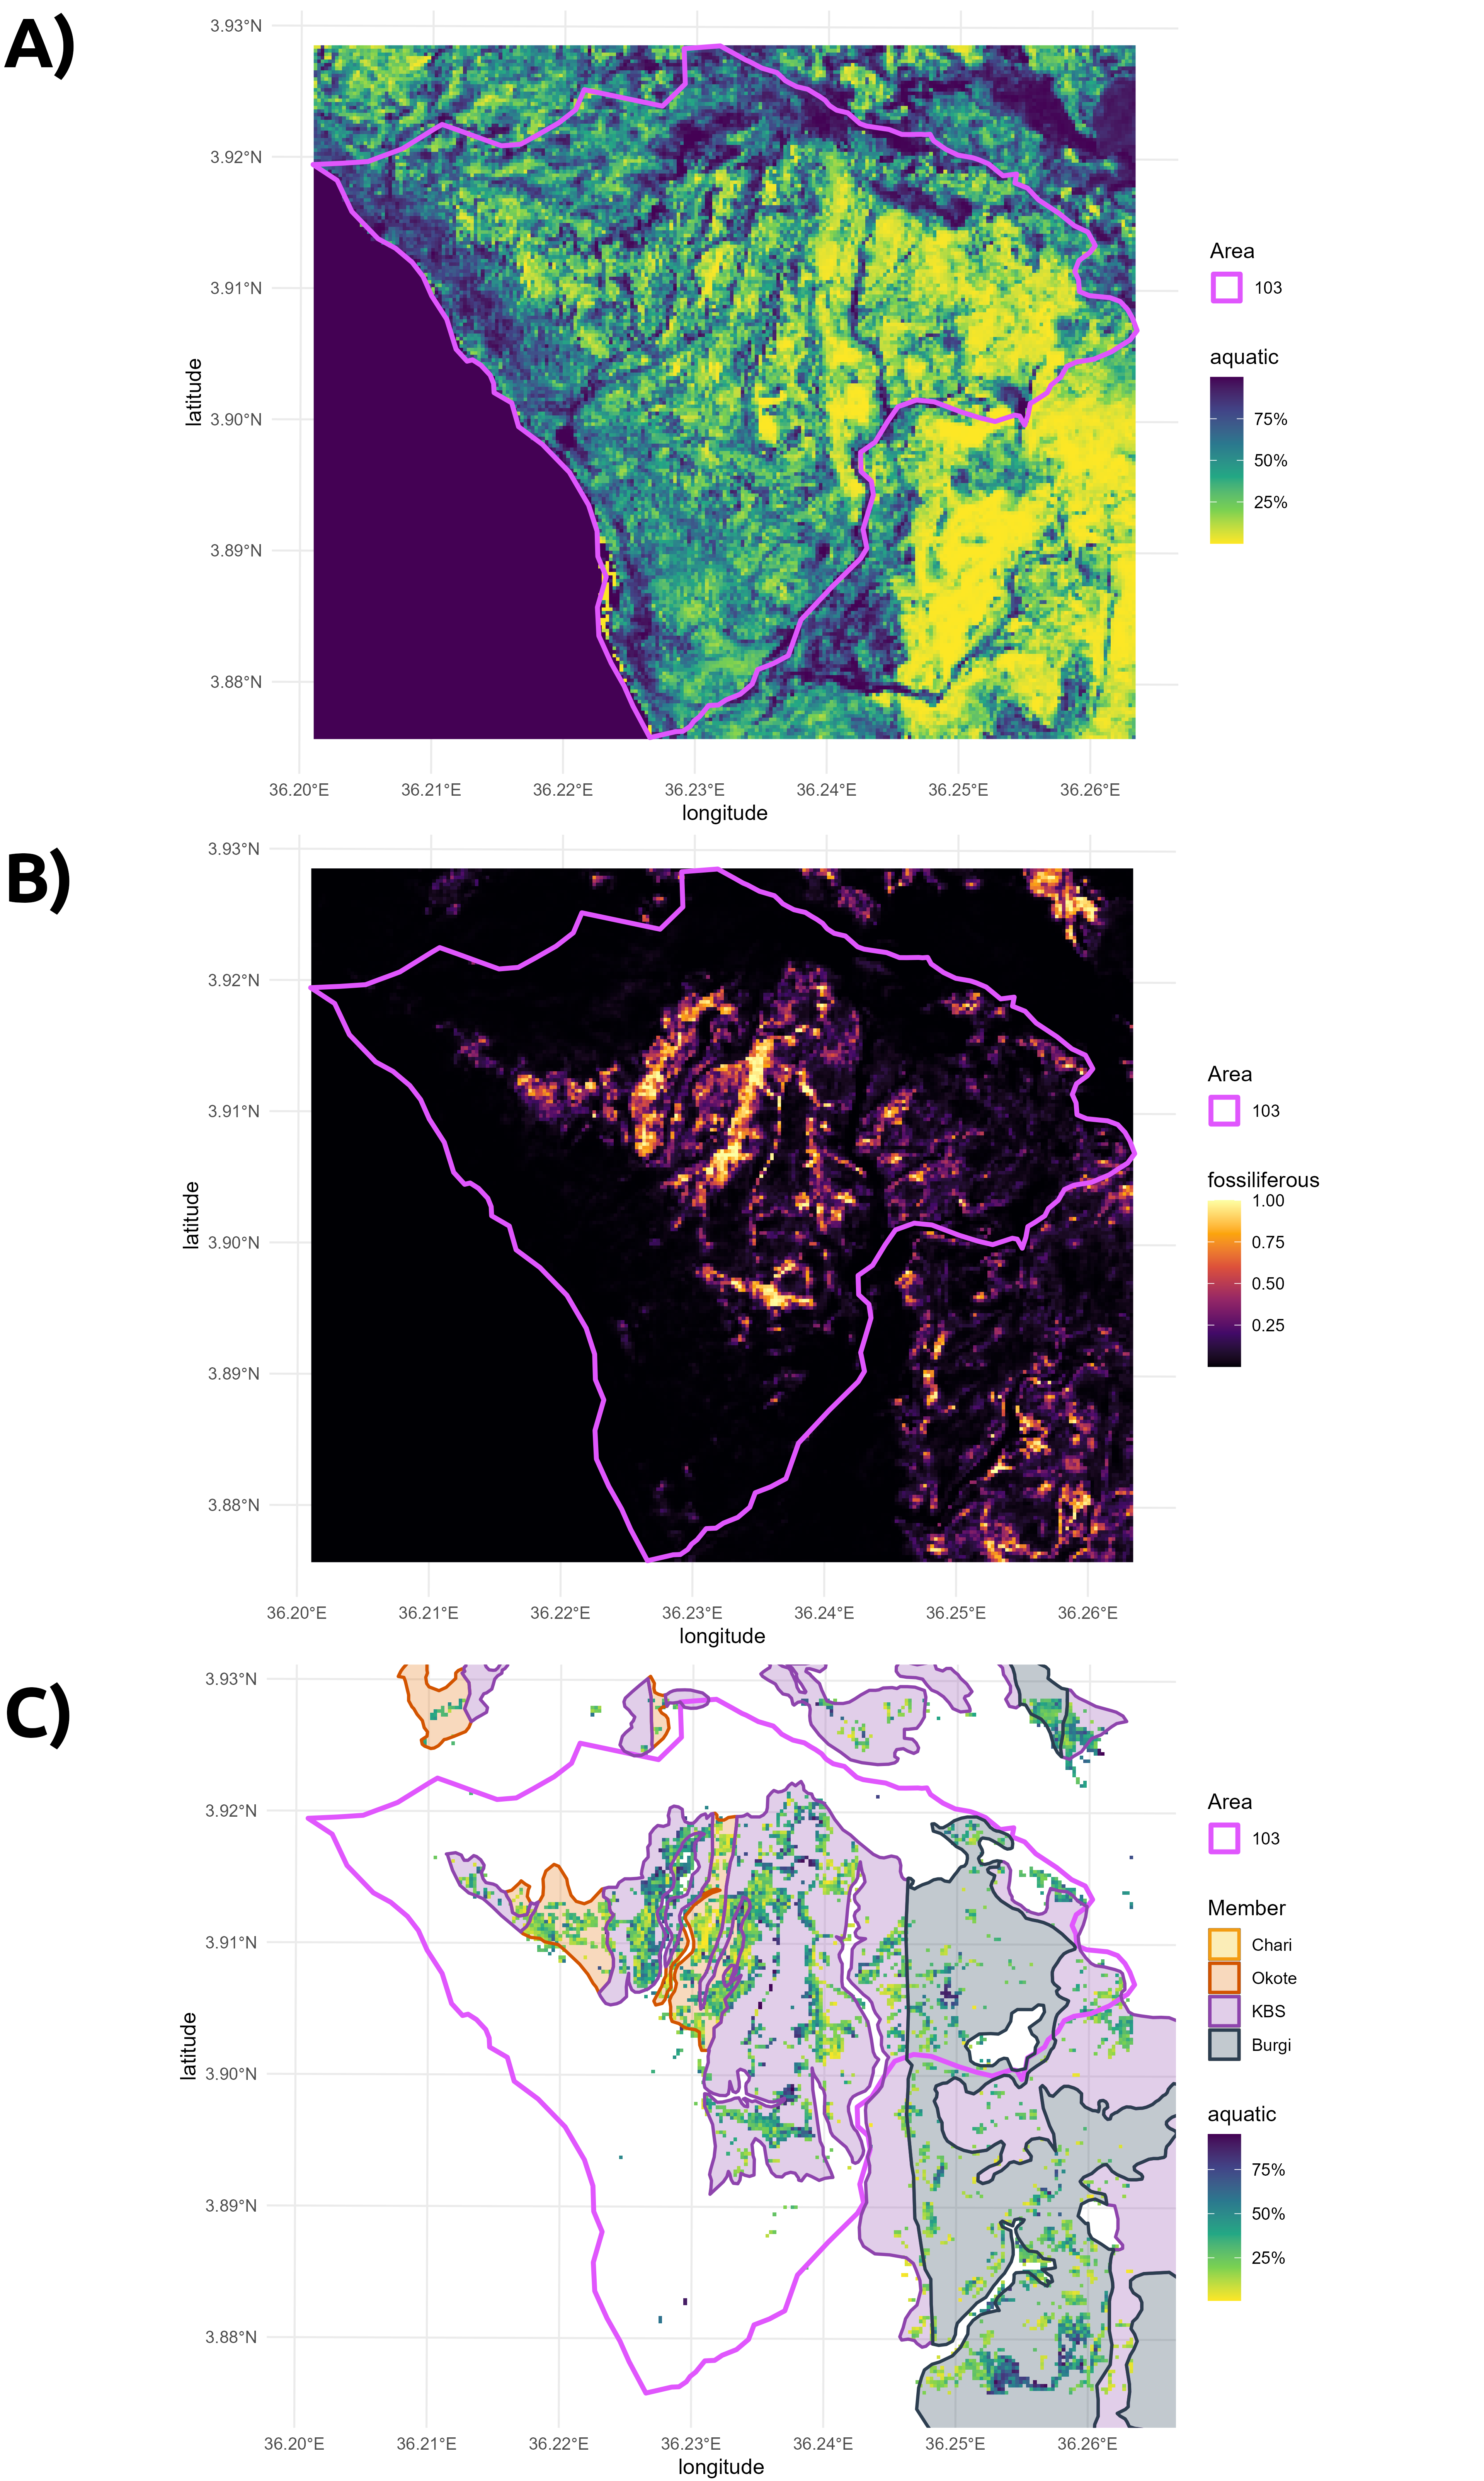 A)
3.93°N
3.92°N
3.91°N
3.90°N
3.89°N
3.88°N
latitude
36.20°E 36.21°E 36.22°E 36.23°E 36.24°E 36.25°E 36.26°E
longitude
Area
103
aquatic
75%
50%
25%
B)
3.93°N
3.92°N
3.91°N
3.90°N
3.89°N
3.88°N
latitude
36.20°E 36.21°E 36.22°E 36.23°E 36.24°E 36.25°E 36.26°E
longitude
Area
103
fossiliferous
1.00
0.75
0.50
0.25
C)
3.93°N
3.92°N
3.91°N
3.90°N
3.89°N
3.88°N
latitude
36.20°E 36.21°E 36.22°E 36.23°E 36.24°E 36.25°E 36.26°E
longitude
Area
103
Member
Chari
Okote
KBS
Burgi
aquatic
75%
50%
25%